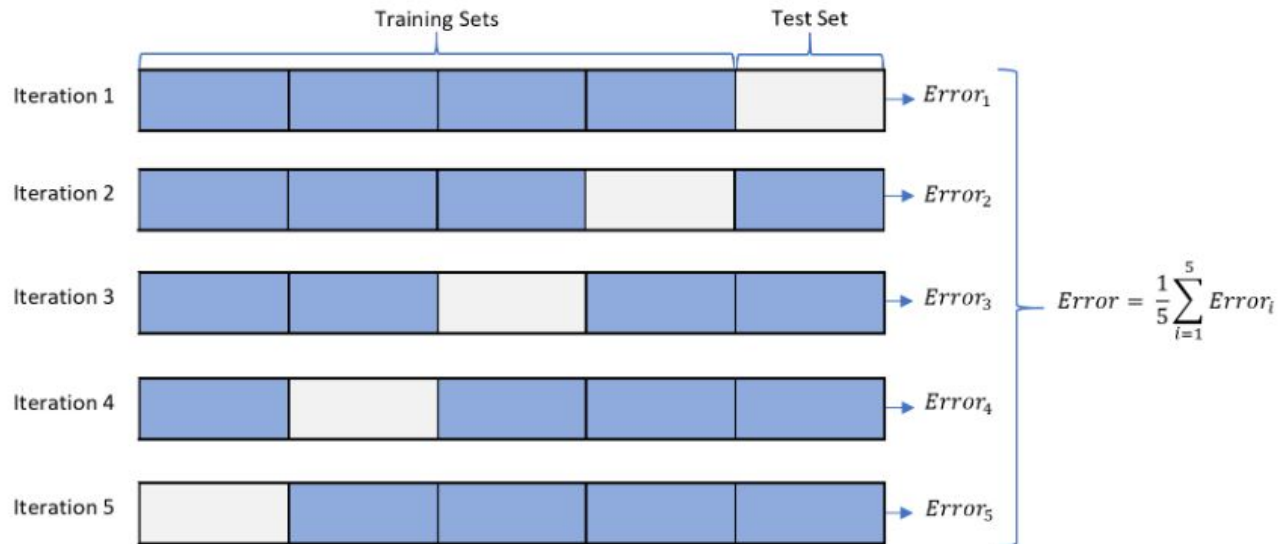 Training Sets
Test Set
Iteration 1
Error₁
Iteration 2
Error₂
Iteration 3
Error₃
Error = 1/5 ∑_{i=1}^{5} Error_i
Iteration 4
Error₄
Iteration 5
Error₅